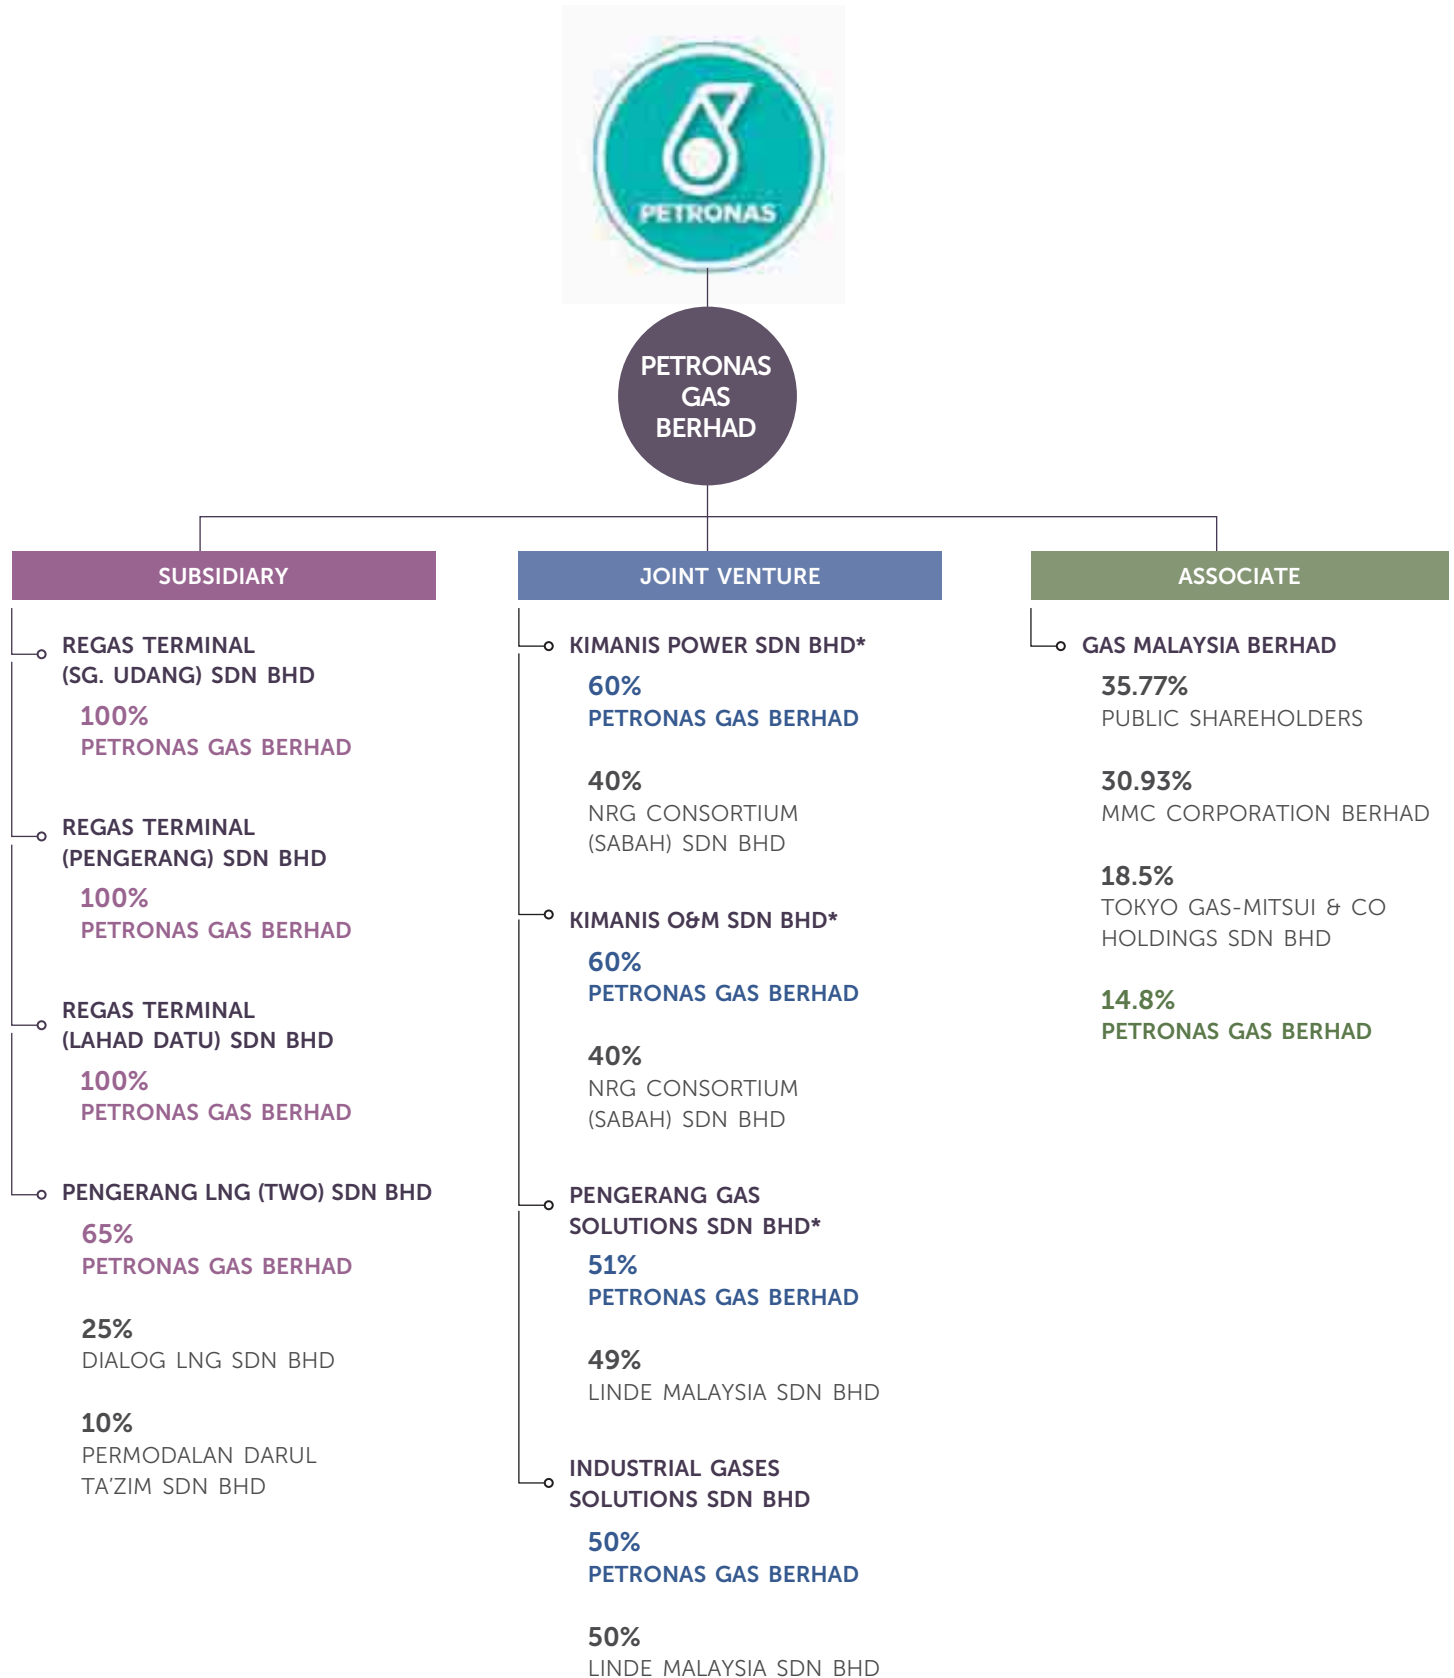 PETRONAS
PETRONAS
GAS
BERHAD
SUBSIDIARY
REGAS TERMINAL
(SG. UDANG) SDN BHD
100%
PETRONAS GAS BERHAD
REGAS TERMINAL
(PENGERANG) SDN BHD
100%
PETRONAS GAS BERHAD
REGAS TERMINAL
(LAHAD DATU) SDN BHD
100%
PETRONAS GAS BERHAD
PENGERANG LNG (TWO) SDN BHD
65%
PETRONAS GAS BERHAD
25%
DIALOG LNG SDN BHD
10%
PERMODALAN DARUL
TA’ZIM SDN BHD
JOINT VENTURE
KIMANIS POWER SDN BHD*
60%
PETRONAS GAS BERHAD
40%
NRG CONSORTIUM
(SABAH) SDN BHD
KIMANIS O&M SDN BHD*
60%
PETRONAS GAS BERHAD
40%
NRG CONSORTIUM
(SABAH) SDN BHD
PENGERANG GAS
SOLUTIONS SDN BHD*
51%
PETRONAS GAS BERHAD
49%
LINDE MALAYSIA SDN BHD
INDUSTRIAL GASES
SOLUTIONS SDN BHD
50%
PETRONAS GAS BERHAD
50%
LINDE MALAYSIA SDN BHD
ASSOCIATE
GAS MALAYSIA BERHAD
35.77%
PUBLIC SHAREHOLDERS
30.93%
MMC CORPORATION BERHAD
18.5%
TOKYO GAS-MITSUI & CO
HOLDINGS SDN BHD
14.8%
PETRONAS GAS BERHAD